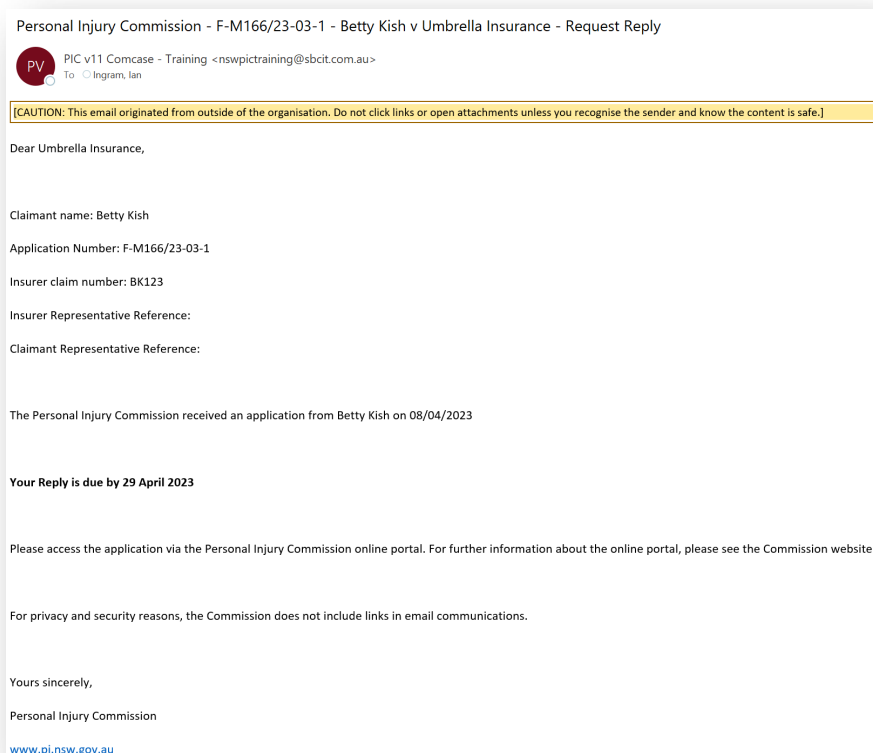 Personal Injury Commission - F-M166/23-03-1 - Betty Kish v Umbrella Insurance - Request Reply
PV
PIC v11 Comcase - Training <nswpictraining@sbcit.com.au>
To Ingram, Ian
[CAUTION: This email originated from outside of the organisation. Do not click links or open attachments unless you recognise the sender and know the content is safe.]
Dear Umbrella Insurance,
Claimant name: Betty Kish
Application Number: F-M166/23-03-1
Insurer claim number: BK123
Insurer Representative Reference:
Claimant Representative Reference:
The Personal Injury Commission received an application from Betty Kish on 08/04/2023
Your Reply is due by 29 April 2023
Please access the application via the Personal Injury Commission online portal. For further information about the online portal, please see the Commission website
For privacy and security reasons, the Commission does not include links in email communications.
Yours sincerely,
Personal Injury Commission
www.pi.nsw.gov.au